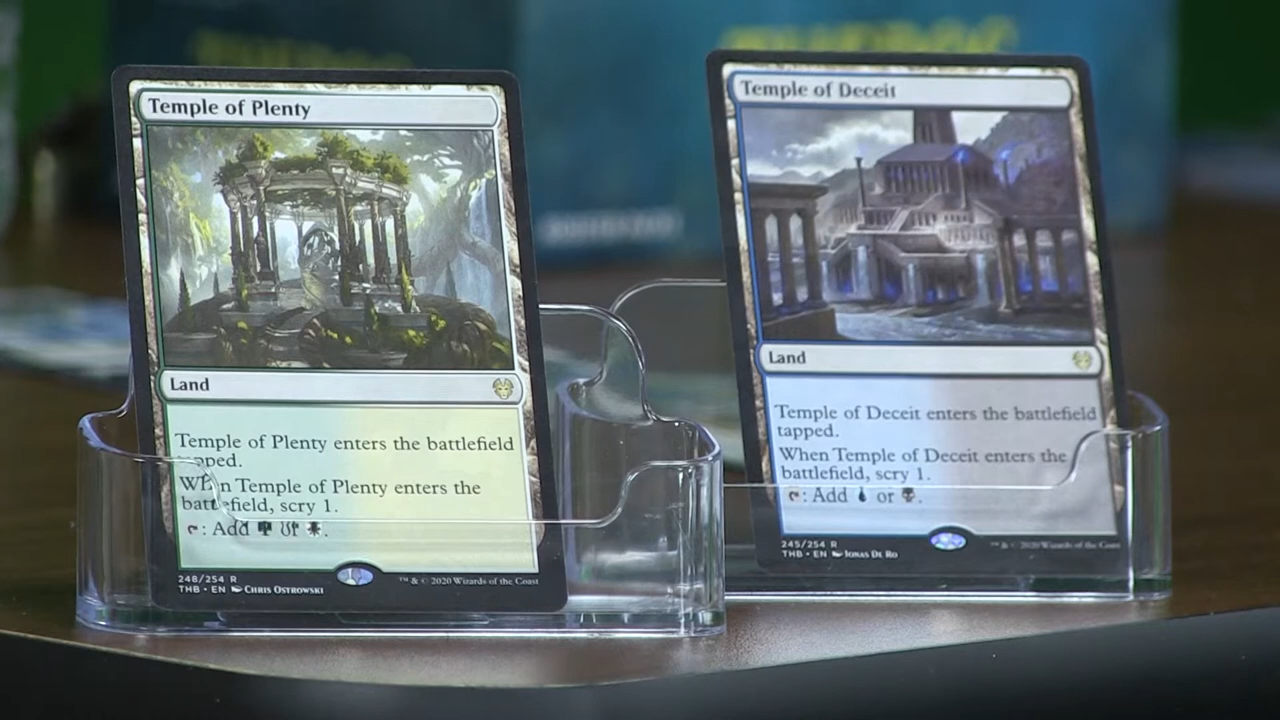 Temple of Plenty
Land
Temple of Plenty enters the battlefield
tapped.
When Temple of Plenty enters the
battlefield, scry 1.
: Add or .
248/254 R
THB • EN CHRIS OSTROWSKI
™ & © 2020 Wizards of the Coast
Temple of Deceit
Land
Temple of Deceit enters the battlefield
tapped.
When Temple of Deceit enters the
battlefield, scry 1.
: Add or .
245/254 R
THB • EN JONAS DE RO
™ & © 2020 Wizards of the Coast